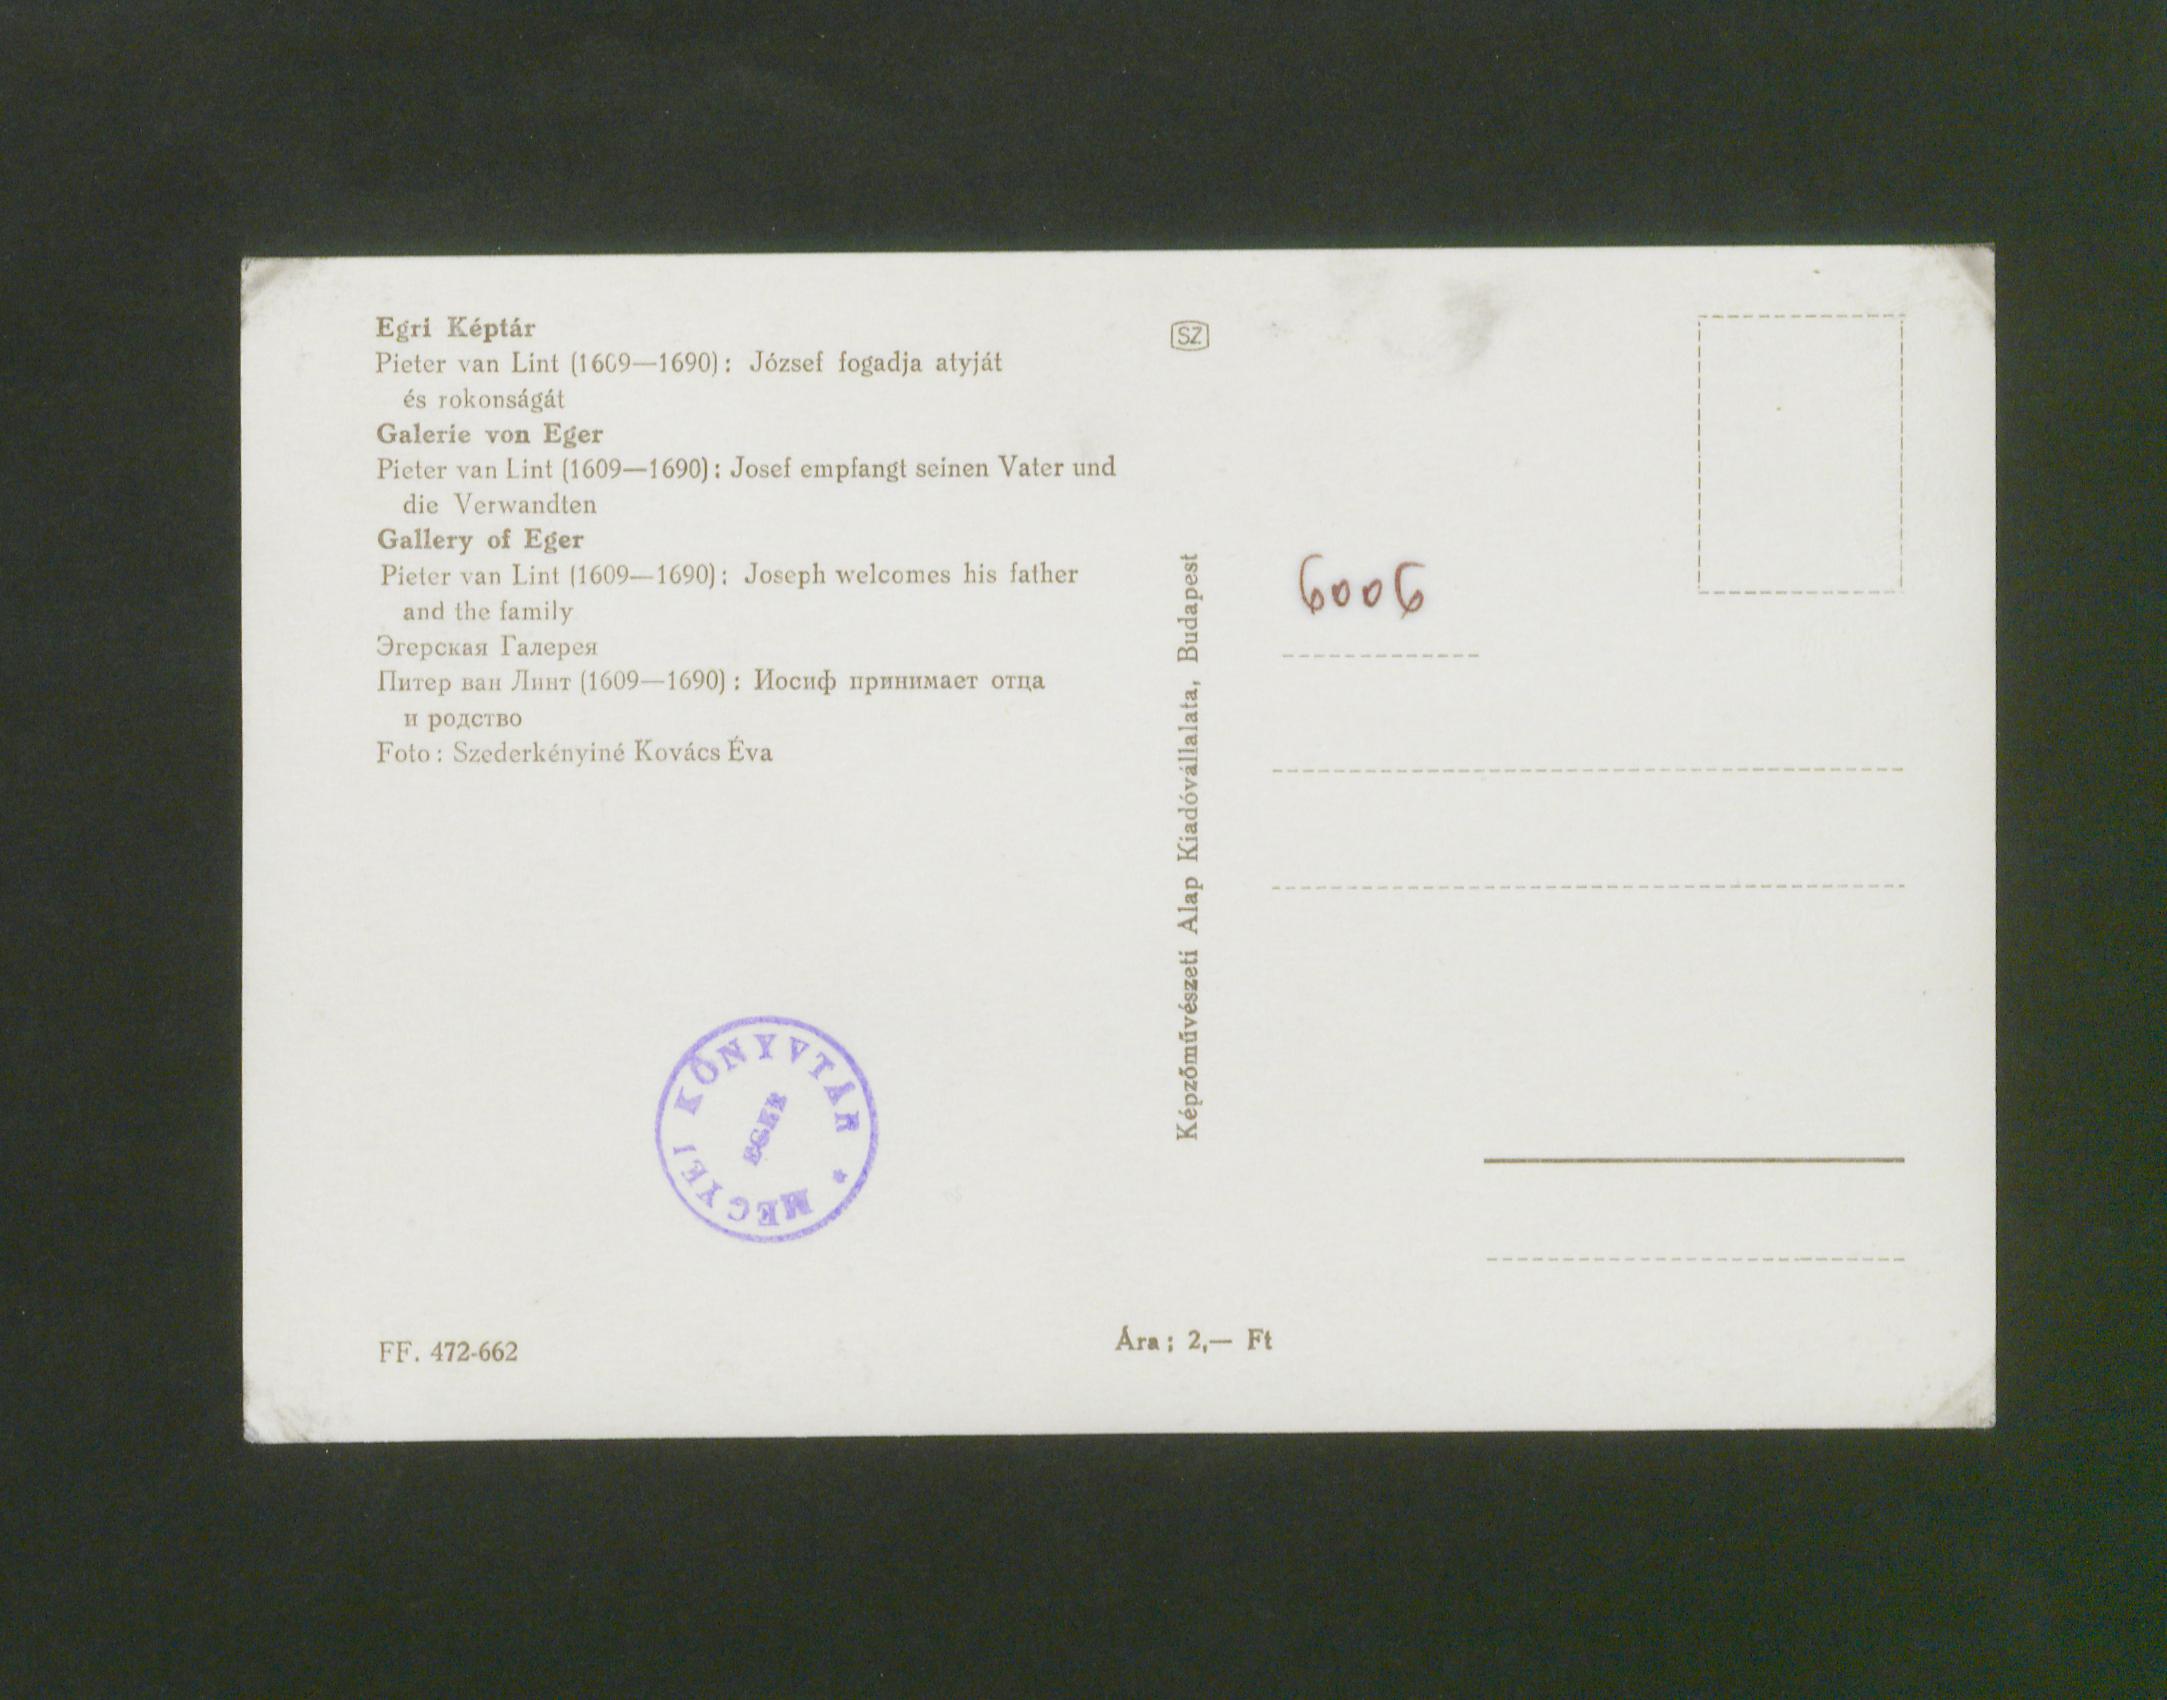 Egri Képtár
Pieter van Lint (1609—1690): József fogadja atyját
és rokonságát
Galerie von Eger
Pieter van Lint (1609—1690): Josef empfangt seinen Vater und
die Verwandten
Gallery of Eger
Pieter van Lint (1609—1690): Joseph welcomes his father
and the family
Эгерская Галерея
Питер ван Линт (1609—1690): Иосиф принимает отца
и родство
Foto: Szederkényiné Kovács Éva
MEGYEI KÖNYVTÁR *
EGER
FF. 472-662
SZ
Képzőművészeti Alap Kiadóvállalata, Budapest
Ára: 2,— Ft
6006